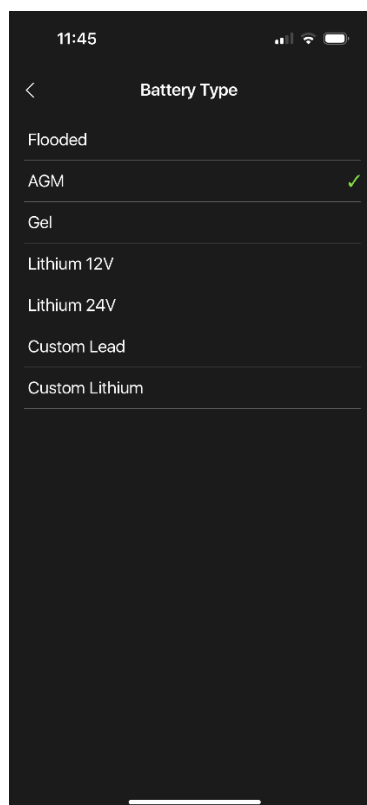 11:45
Battery Type
Flooded
AGM
Gel
Lithium 12V
Lithium 24V
Custom Lead
Custom Lithium